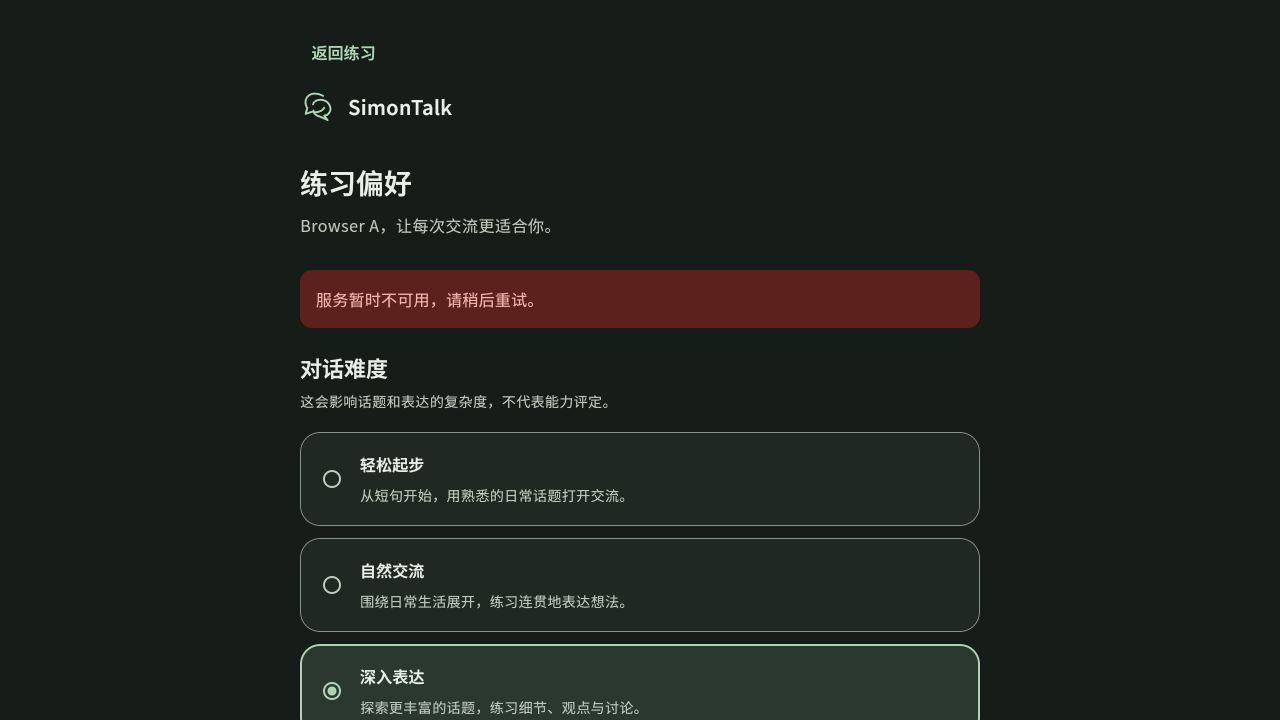 返回练习
SimonTalk
练习偏好
Browser A，让每次交流更适合你。
服务暂时不可用，请稍后重试。
对话难度
这会影响话题和表达的复杂度，不代表能力评定。
轻松起步
从短句开始，用熟悉的日常话题打开交流。
自然交流
围绕日常生活展开，练习连贯地表达想法。
深入表达
探索更丰富的话题，练习细节、观点与讨论。